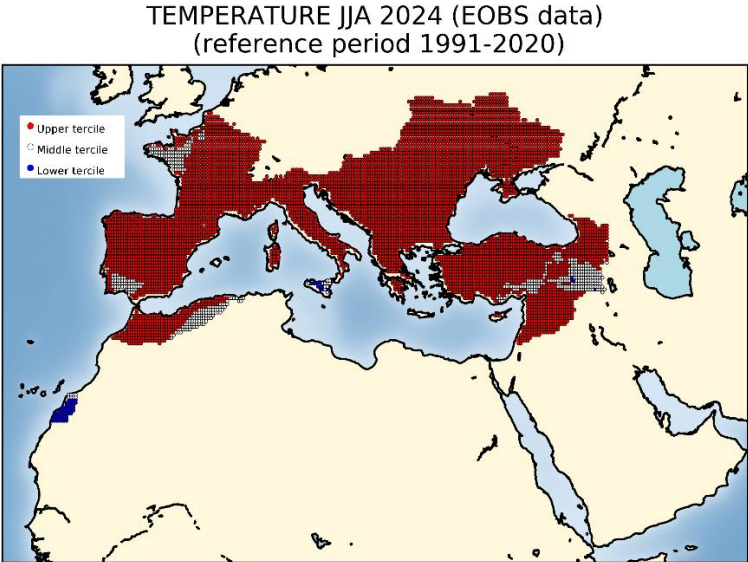 TEMPERATURE JJA 2024 (EOBS data)
(reference period 1991-2020)
Upper tercile
Middle tercile
Lower tercile